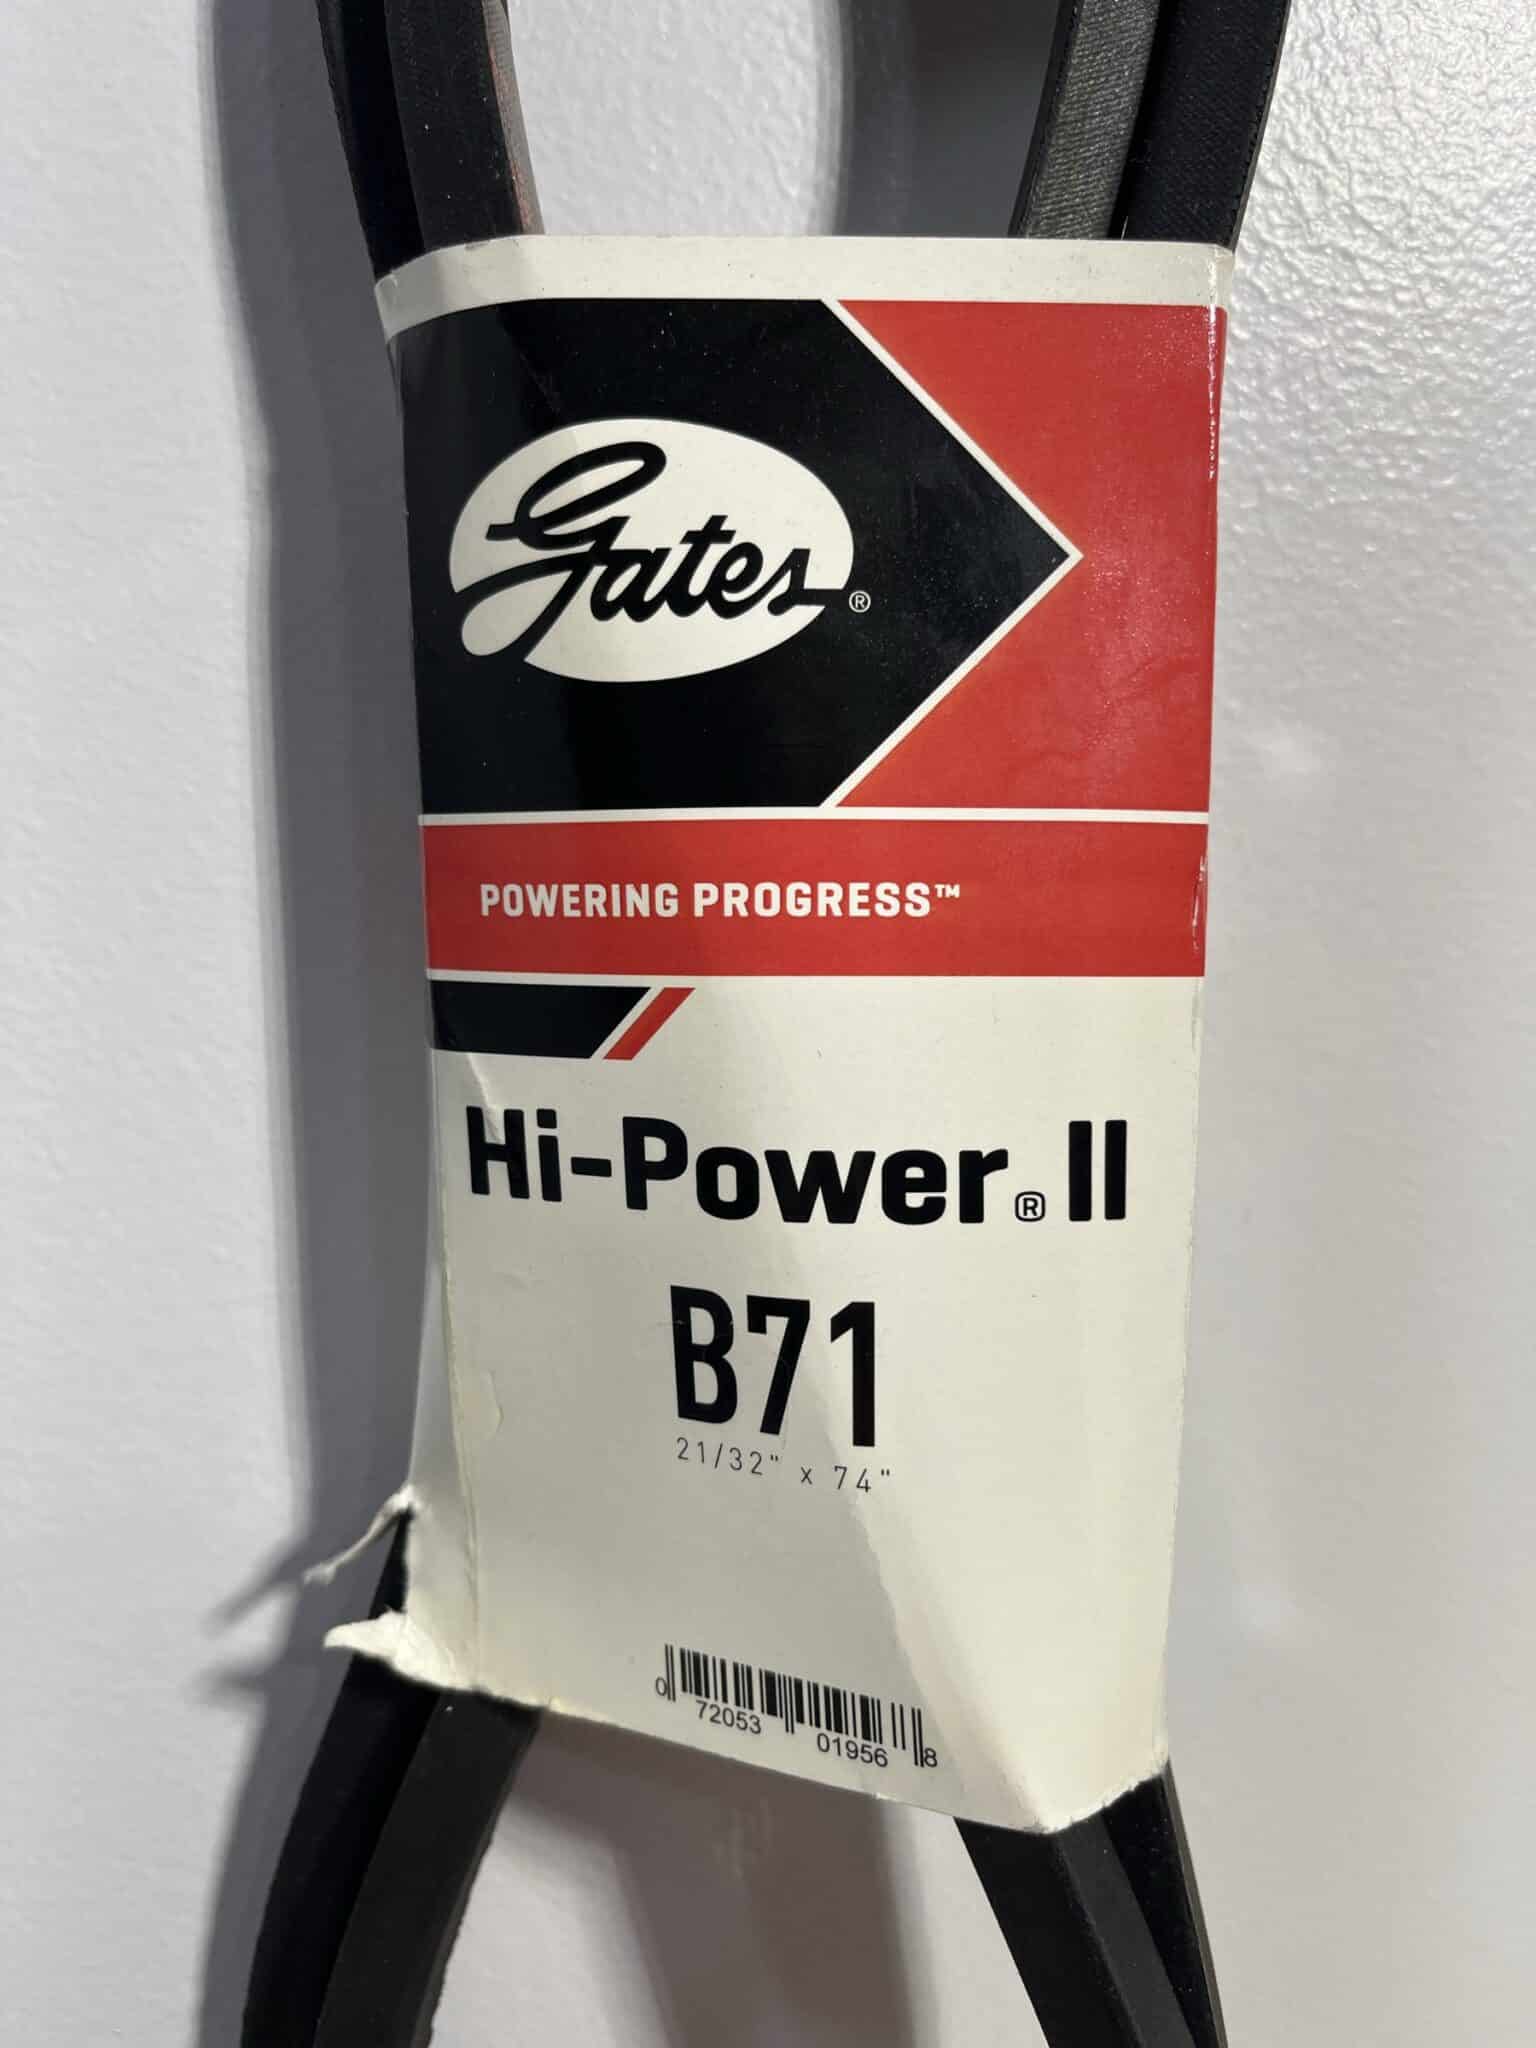 Gates ®
POWERING PROGRESS™
Hi-Power® II
B71
21/32" x 74"
0 72053 01956 8